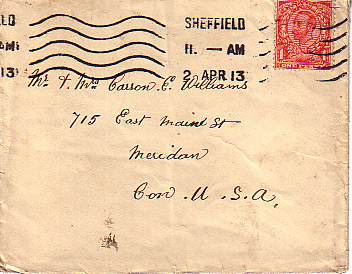 LD SHEFFIELD
AM 11. — AM
13 2 APR 13
ONE PENNY
Mr. & Mrs Carson C. Williams
715 East Main St
Meridan
Con. U. S. A.